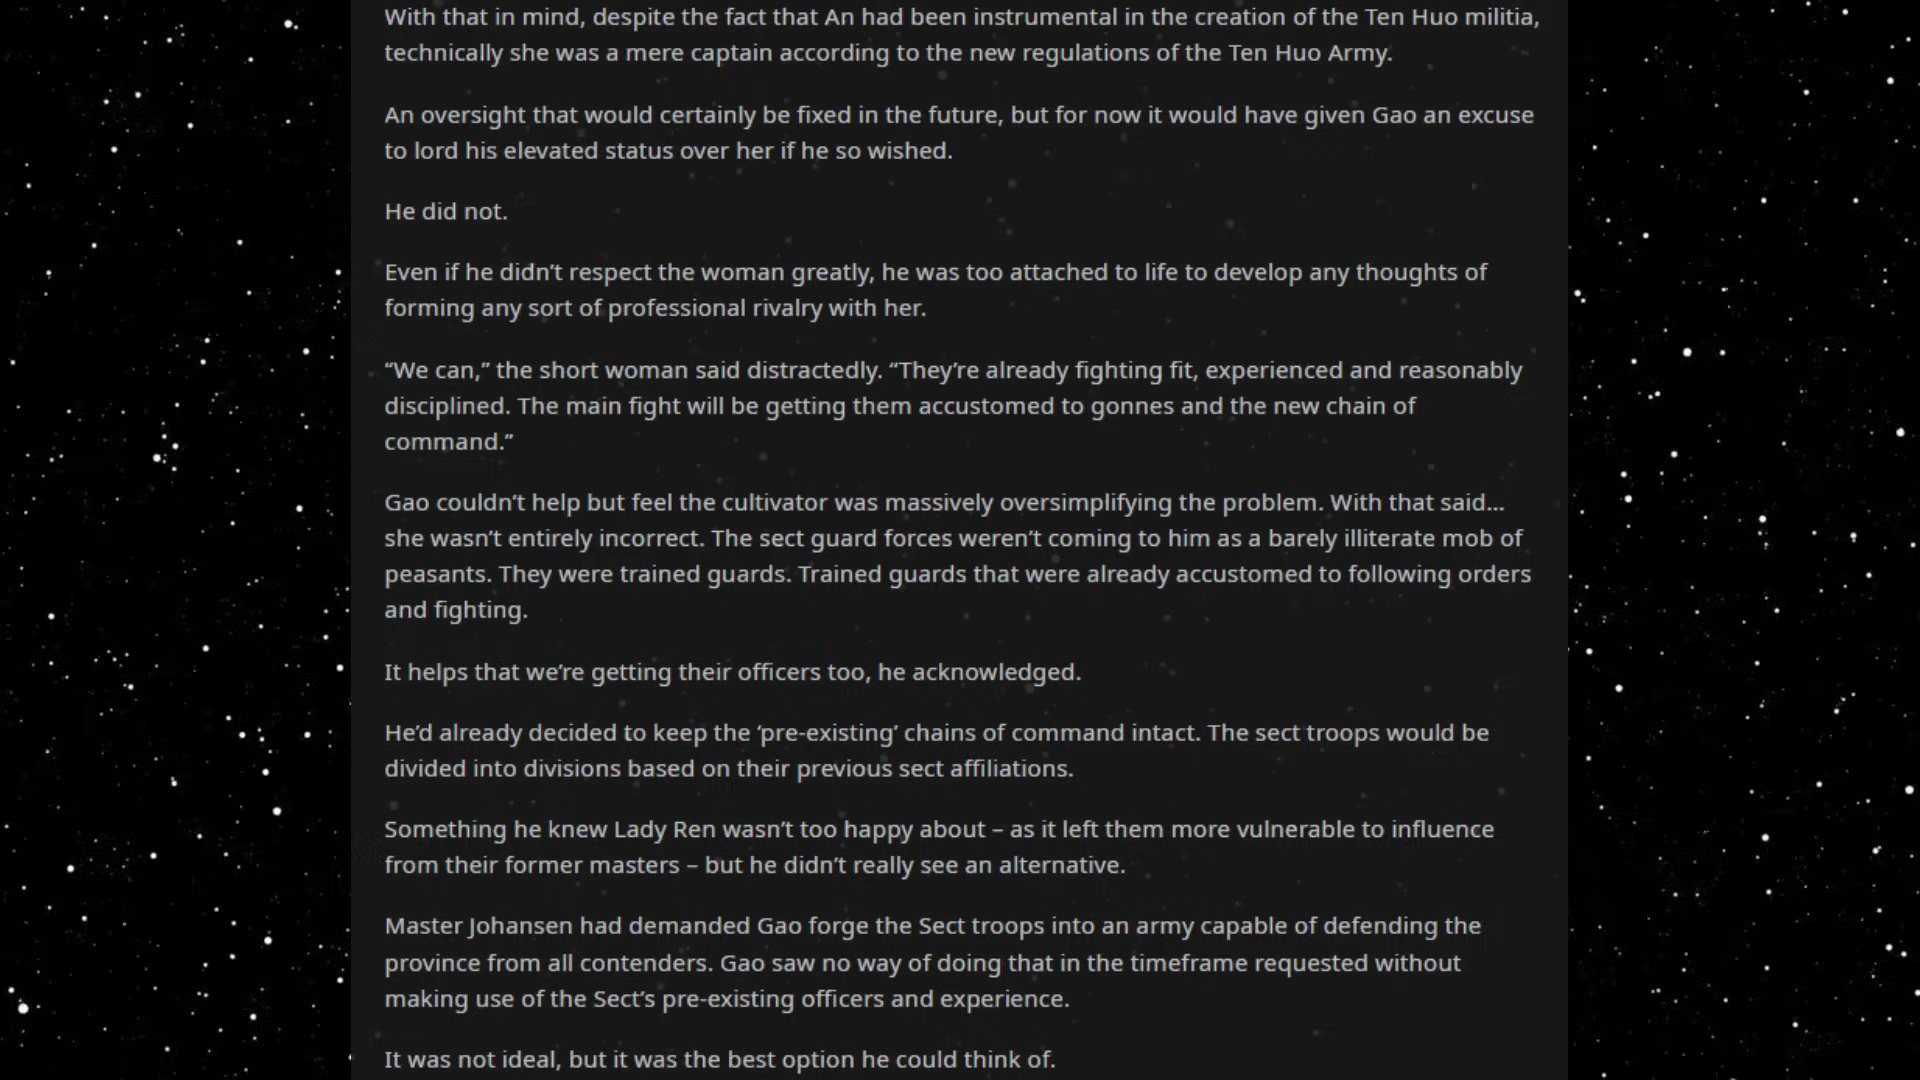 With that in mind, despite the fact that An had been instrumental in the creation of the Ten Huo militia,
technically she was a mere captain according to the new regulations of the Ten Huo Army.
An oversight that would certainly be fixed in the future, but for now it would have given Gao an excuse
to lord his elevated status over her if he so wished.
He did not.
Even if he didn’t respect the woman greatly, he was too attached to life to develop any thoughts of
forming any sort of professional rivalry with her.
“We can,” the short woman said distractedly. “They’re already fighting fit, experienced and reasonably
disciplined. The main fight will be getting them accustomed to gonnes and the new chain of
command.”
Gao couldn’t help but feel the cultivator was massively oversimplifying the problem. With that said…
she wasn’t entirely incorrect. The sect guard forces weren’t coming to him as a barely illiterate mob of
peasants. They were trained guards. Trained guards that were already accustomed to following orders
and fighting.
It helps that we’re getting their officers too, he acknowledged.
He’d already decided to keep the ‘pre-existing’ chains of command intact. The sect troops would be
divided into divisions based on their previous sect affiliations.
Something he knew Lady Ren wasn’t too happy about – as it left them more vulnerable to influence
from their former masters – but he didn’t really see an alternative.
Master Johansen had demanded Gao forge the Sect troops into an army capable of defending the
province from all contenders. Gao saw no way of doing that in the timeframe requested without
making use of the Sect’s pre-existing officers and experience.
It was not ideal, but it was the best option he could think of.